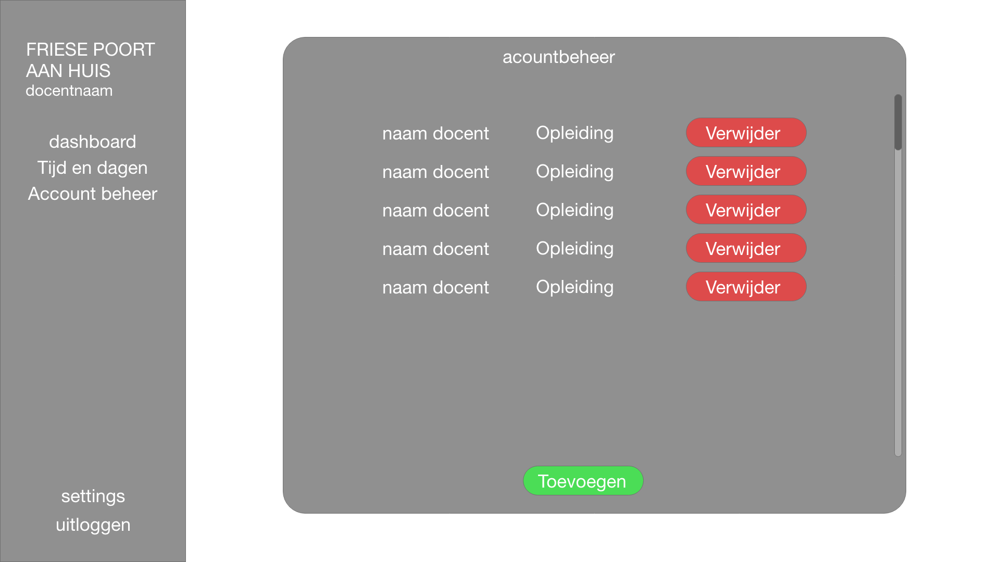 FRIESE POORT
AAN HUIS
docentnaam
dashboard
Tijd en dagen
Account beheer
settings
uitloggen
acountbeheer
naam docent Opleiding Verwijder
naam docent Opleiding Verwijder
naam docent Opleiding Verwijder
naam docent Opleiding Verwijder
naam docent Opleiding Verwijder
Toevoegen